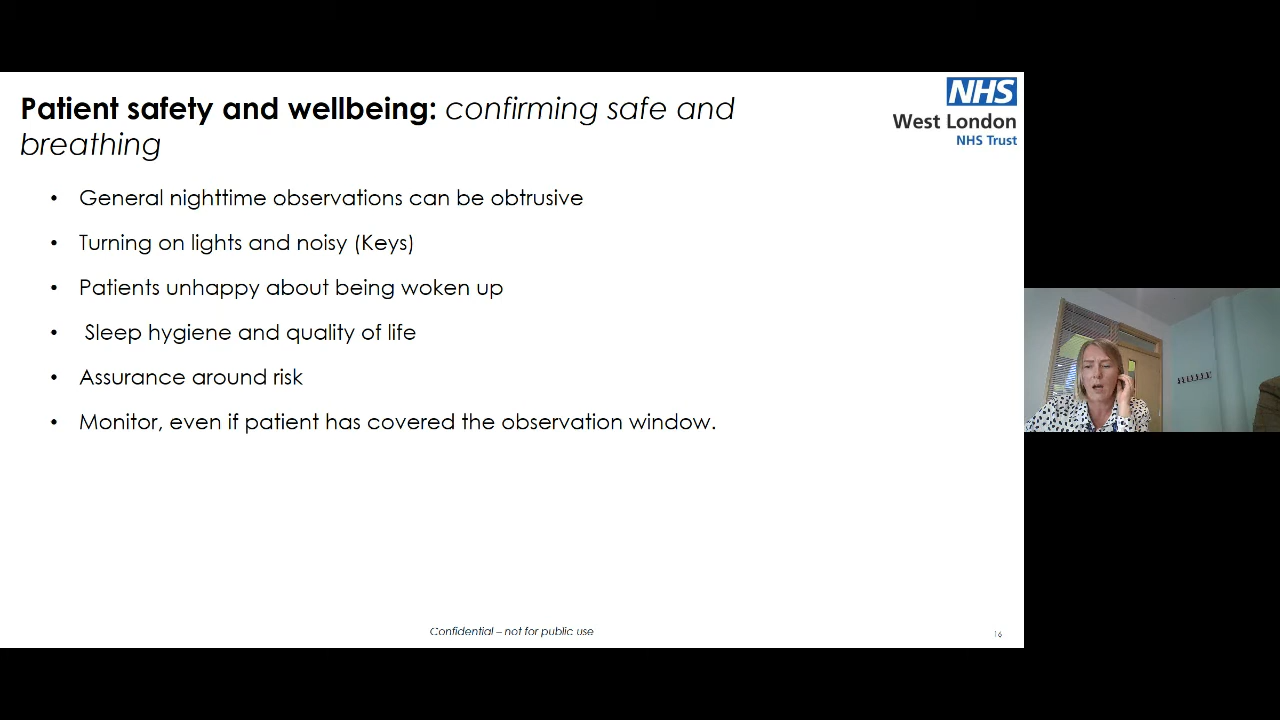 Patient safety and wellbeing: confirming safe and
breathing
NHS
West London
NHS Trust
• General nighttime observations can be obtrusive
• Turning on lights and noisy (Keys)
• Patients unhappy about being woken up
• Sleep hygiene and quality of life
• Assurance around risk
• Monitor, even if patient has covered the observation window.
Confidential – not for public use
16